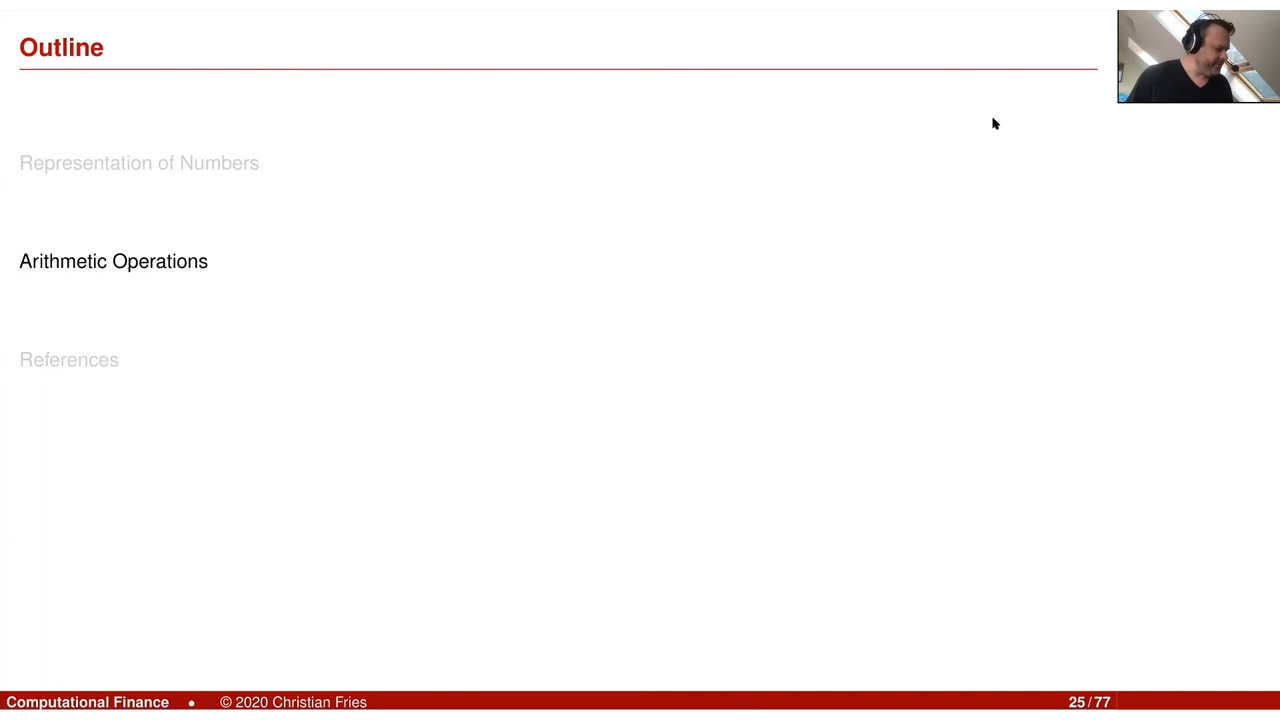 Outline
Representation of Numbers
Arithmetic Operations
References
Computational Finance • © 2020 Christian Fries 25 / 77